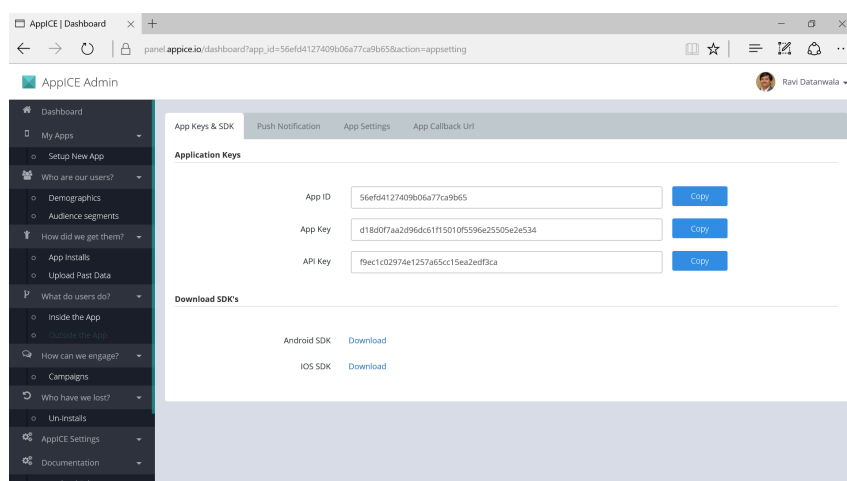 AppICE | Dashboard
panel.appice.io/dashboard?app_id=56efd4127409b06a77ca9b65&action=appsetting
AppICE Admin
Ravi Datanwala
Dashboard
My Apps
Setup New App
Who are our users?
Demographics
Audience segments
How did we get them?
App Installs
Upload Past Data
What do users do?
Inside the App
Outside the App
How can we engage?
Campaigns
Who have we lost?
Un-Installs
AppICE Settings
Documentation
App Keys & SDK
Push Notification
App Settings
App Callback Url
Application Keys
App ID
56efd4127409b06a77ca9b65
Copy
App Key
d18d0f7aa2d96dc61f15010f5596e25505e2e534
Copy
API Key
f9ec1c02974e1257a65cc15ea2edf3ca
Copy
Download SDK's
Android SDK
Download
IOS SDK
Download